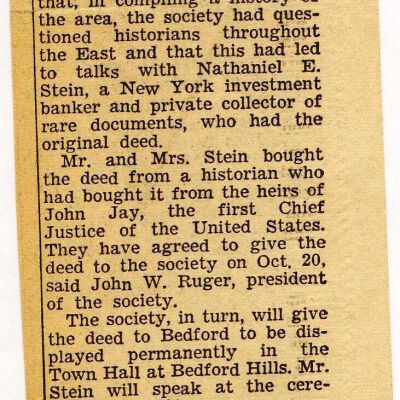 that, in compiling a history of
the area, the society had ques-
tioned historians throughout
the East and that this had led
to talks with Nathaniel E.
Stein, a New York investment
banker and private collector of
rare documents, who had the
original deed.
Mr. and Mrs. Stein bought
the deed from a historian who
had bought it from the heirs of
John Jay, the first Chief
Justice of the United States.
They have agreed to give the
deed to the society on Oct. 20,
said John W. Ruger, president
of the society.
The society, in turn, will give
the deed to Bedford to be dis-
played permanently in the
Town Hall at Bedford Hills. Mr.
Stein will speak at the cere-